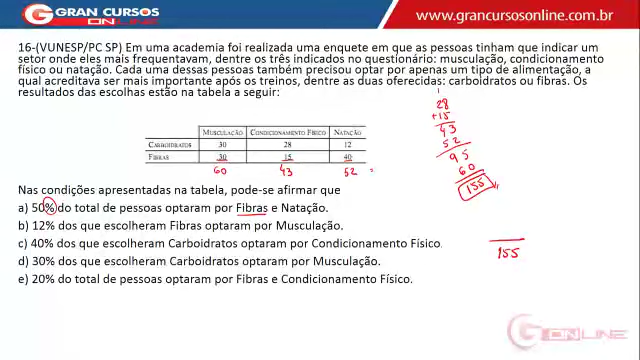 GRAN CURSOS
ONLINE
www.grancursosonline.com.br
16-(VUNESP/PC SP) Em uma academia foi realizada uma enquete em que as pessoas tinham que indicar um
setor onde eles mais frequentavam, dentre os três indicados no questionário: musculação, condicionamento
físico ou natação. Cada uma dessas pessoas também precisou optar por apenas um tipo de alimentação, a
qual acreditava ser mais importante após os treinos, dentre as duas oferecidas: carboidratos ou fibras. Os
resultados das escolhas estão na tabela a seguir:
1
28
+15
43
52
95
60
155
MUSCULAÇÃO CONDICIONAMENTO FÍSICO NATAÇÃO
CARBOIDRATOS 30 28 12
FIBRAS 30 15 40
60 43 52
Nas condições apresentadas na tabela, pode-se afirmar que
a) 50% do total de pessoas optaram por Fibras e Natação.
b) 12% dos que escolheram Fibras optaram por Musculação.
c) 40% dos que escolheram Carboidratos optaram por Condicionamento Físico.
d) 30% dos que escolheram Carboidratos optaram por Musculação.
e) 20% do total de pessoas optaram por Fibras e Condicionamento Físico.
155
ONLINE